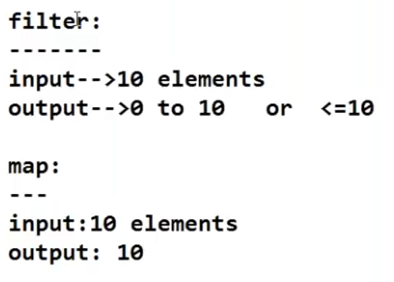 filter:
-------
input-->10 elements
output-->0 to 10   or  <=10
map:
---
input:10 elements
output: 10